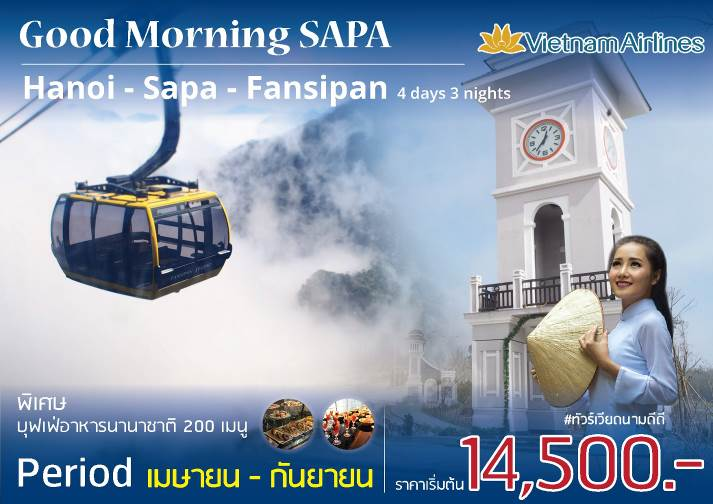 Good Morning SAPA
Vietnam Airlines
Hanoi - Sapa - Fansipan 4 days 3 nights
พิเศษ
บุฟเฟ่อาหารนานาชาติ 200 เมนู
#ทัวร์เวียดนามดีดี
Period เมษายน - กันยายน
ราคาเริ่มต้น 14,500.-